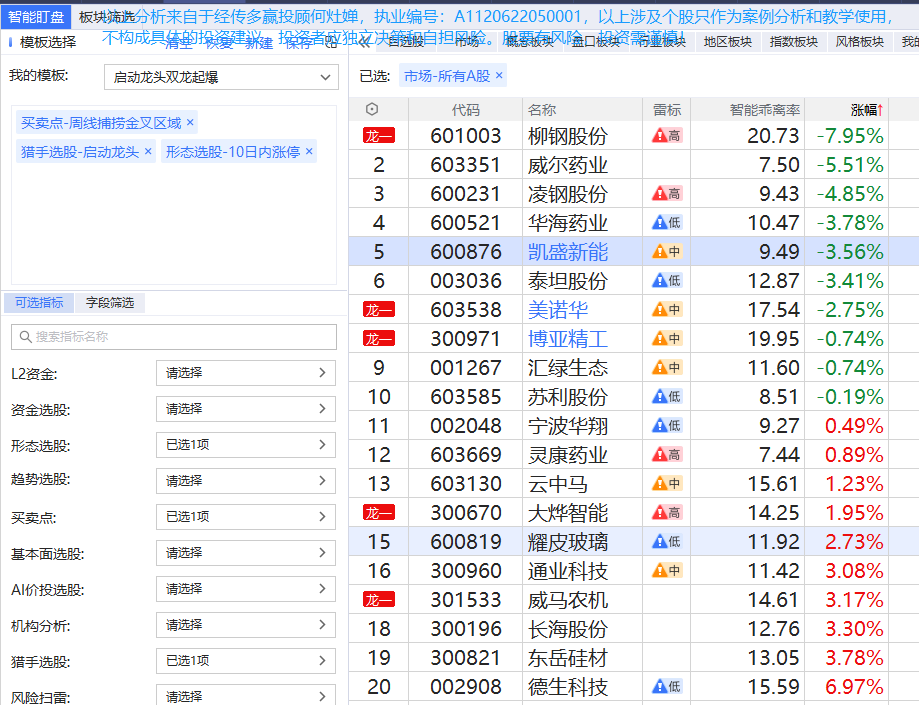 智能盯盘 板块筛选
以上分析来自于经传多赢投顾何灶婵，执业编号：A1120622050001，以上涉及个股只作为案例分析和教学使用，
不构成具体的投资建议，投资者应独立决策和自担风险。股票有风险，投资需谨慎！
模板选择 清空 恢复 新建 保存
自选股 市场 概念板块 盘口板块 行业板块 地区板块 指数板块 风格板块 我的
我的模板: 启动龙头双龙起爆
买卖点-周线捕捞金叉区域 ×
猎手选股-启动龙头 × 形态选股-10日内涨停 ×
可选指标 字段筛选
搜索指标名称
L2资金: 请选择
资金选股: 请选择
形态选股: 已选1项
趋势选股: 请选择
买卖点: 已选1项
基本面选股: 请选择
AI价投选股: 请选择
机构分析: 请选择
猎手选股: 已选1项
风险扫雷: 请选择
已选: 市场-所有A股 ×
代码 名称 雷标 智能乖离率 涨幅↑
龙一 601003 柳钢股份 高 20.73 -7.95%
2 603351 威尔药业 7.50 -5.51%
3 600231 凌钢股份 高 9.43 -4.85%
4 600521 华海药业 低 10.47 -3.78%
5 600876 凯盛新能 中 9.49 -3.56%
6 003036 泰坦股份 低 12.87 -3.41%
龙一 603538 美诺华 中 17.54 -2.75%
龙一 300971 博亚精工 中 19.95 -0.74%
9 001267 汇绿生态 中 11.60 -0.74%
10 603585 苏利股份 低 8.51 -0.19%
11 002048 宁波华翔 低 9.27 0.49%
12 603669 灵康药业 高 7.44 0.89%
13 603130 云中马 中 15.61 1.23%
龙一 300670 大烨智能 高 14.25 1.95%
15 600819 耀皮玻璃 低 11.92 2.73%
16 300960 通业科技 中 11.42 3.08%
龙一 301533 威马农机 14.61 3.17%
18 300196 长海股份 12.76 3.30%
19 300821 东岳硅材 13.05 3.78%
20 002908 德生科技 低 15.59 6.97%